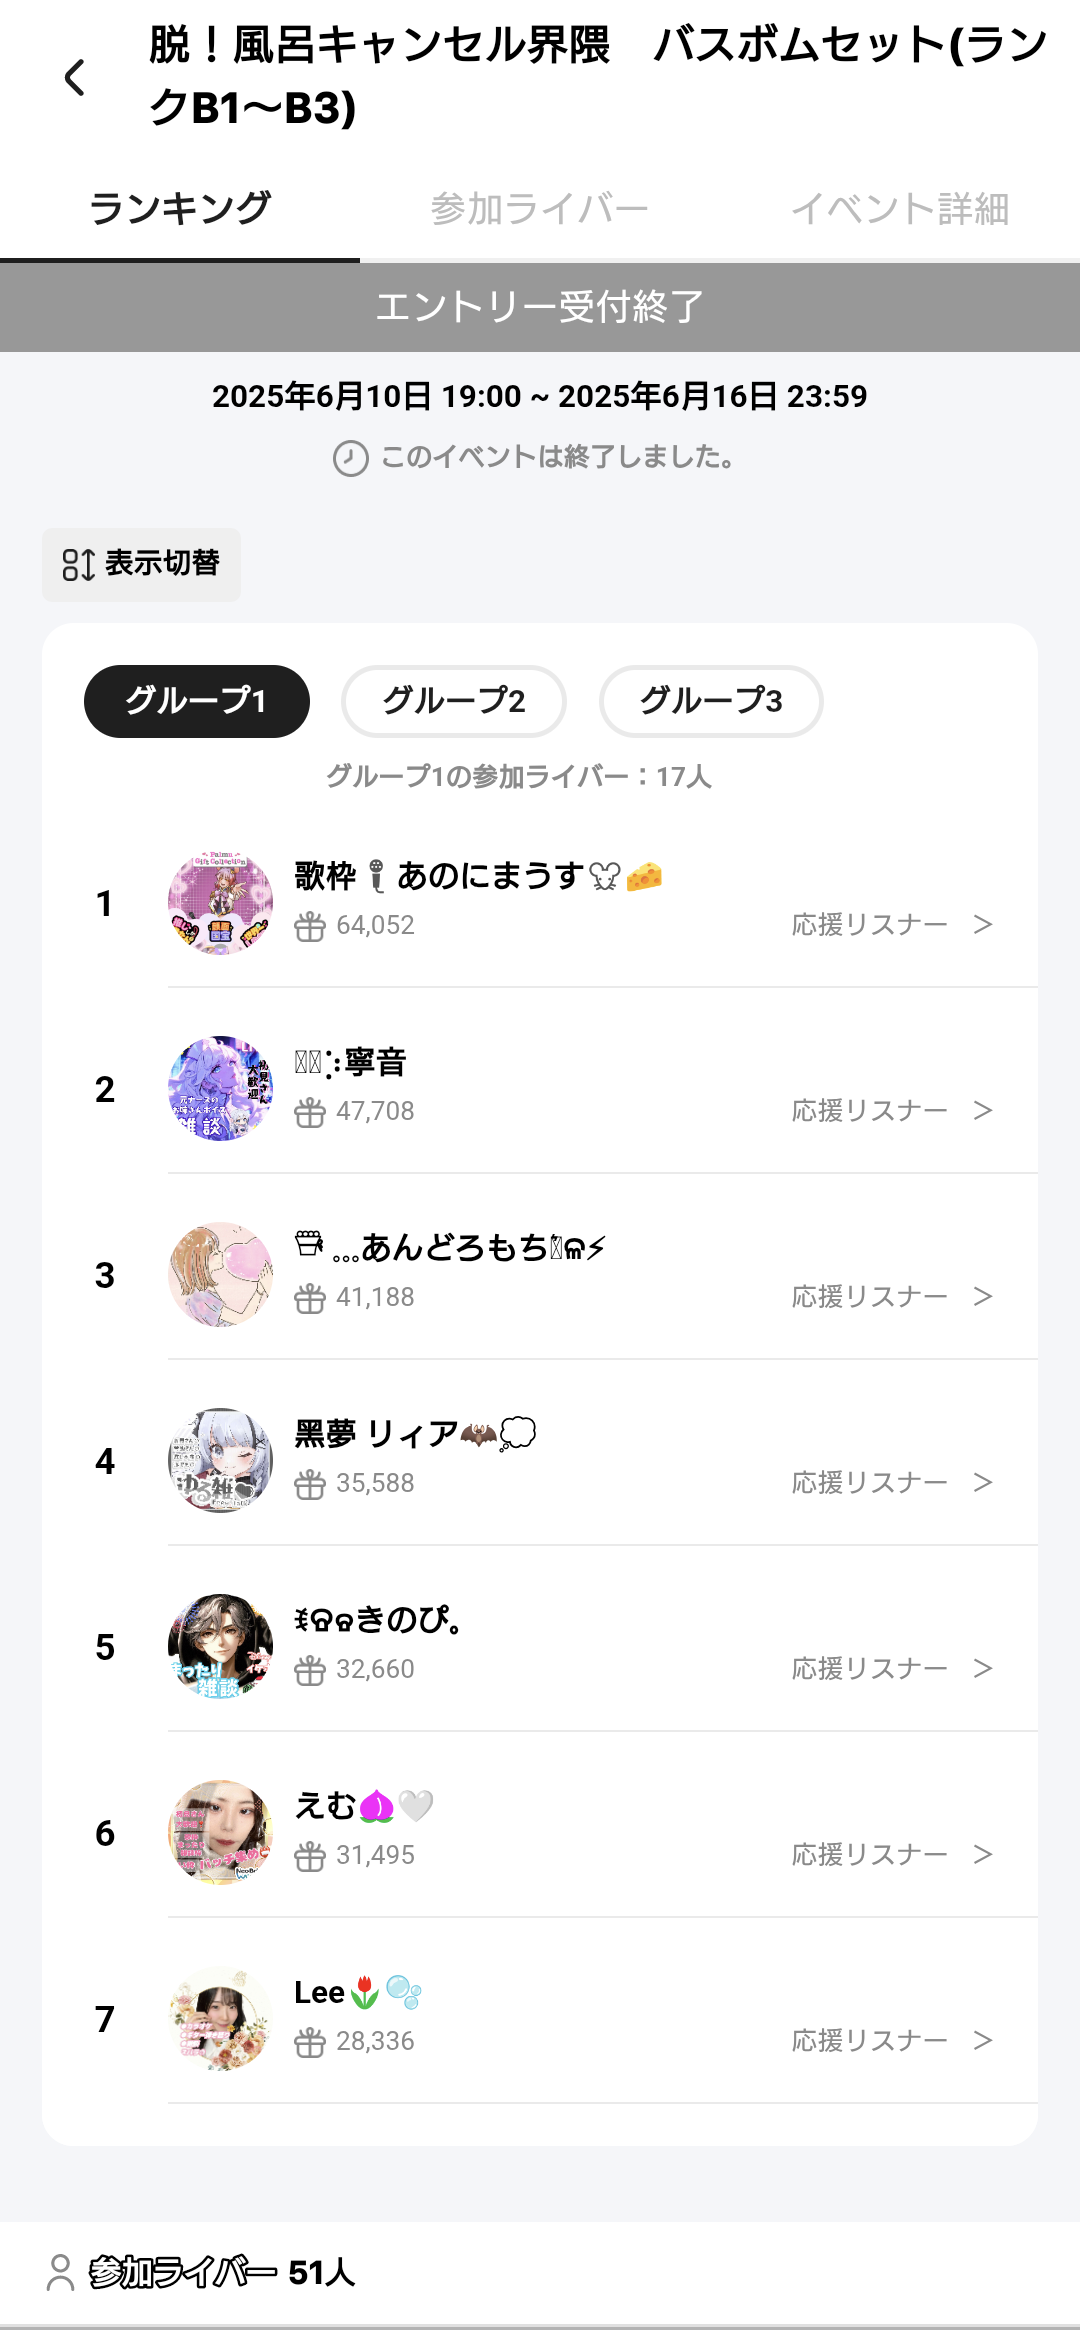 脱！風呂キャンセル界隈　バスボムセット(ラン
クB1〜B3)
ランキング
参加ライバー
イベント詳細
エントリー受付終了
2025年6月10日 19:00 ~ 2025年6月16日 23:59
このイベントは終了しました。
表示切替
グループ1
グループ2
グループ3
グループ1の参加ライバー：17人
1
歌枠🎤あのにまうす🐭🧀
64,052
応援リスナー >
2
寧音
47,708
応援リスナー >
3
...あんどろもち
41,188
応援リスナー >
4
黑夢 リィア🦇💭
35,588
応援リスナー >
5
きのぴ。
32,660
応援リスナー >
6
えむ🤍
31,495
応援リスナー >
7
Lee🌷🫧
28,336
応援リスナー >
参加ライバー 51人